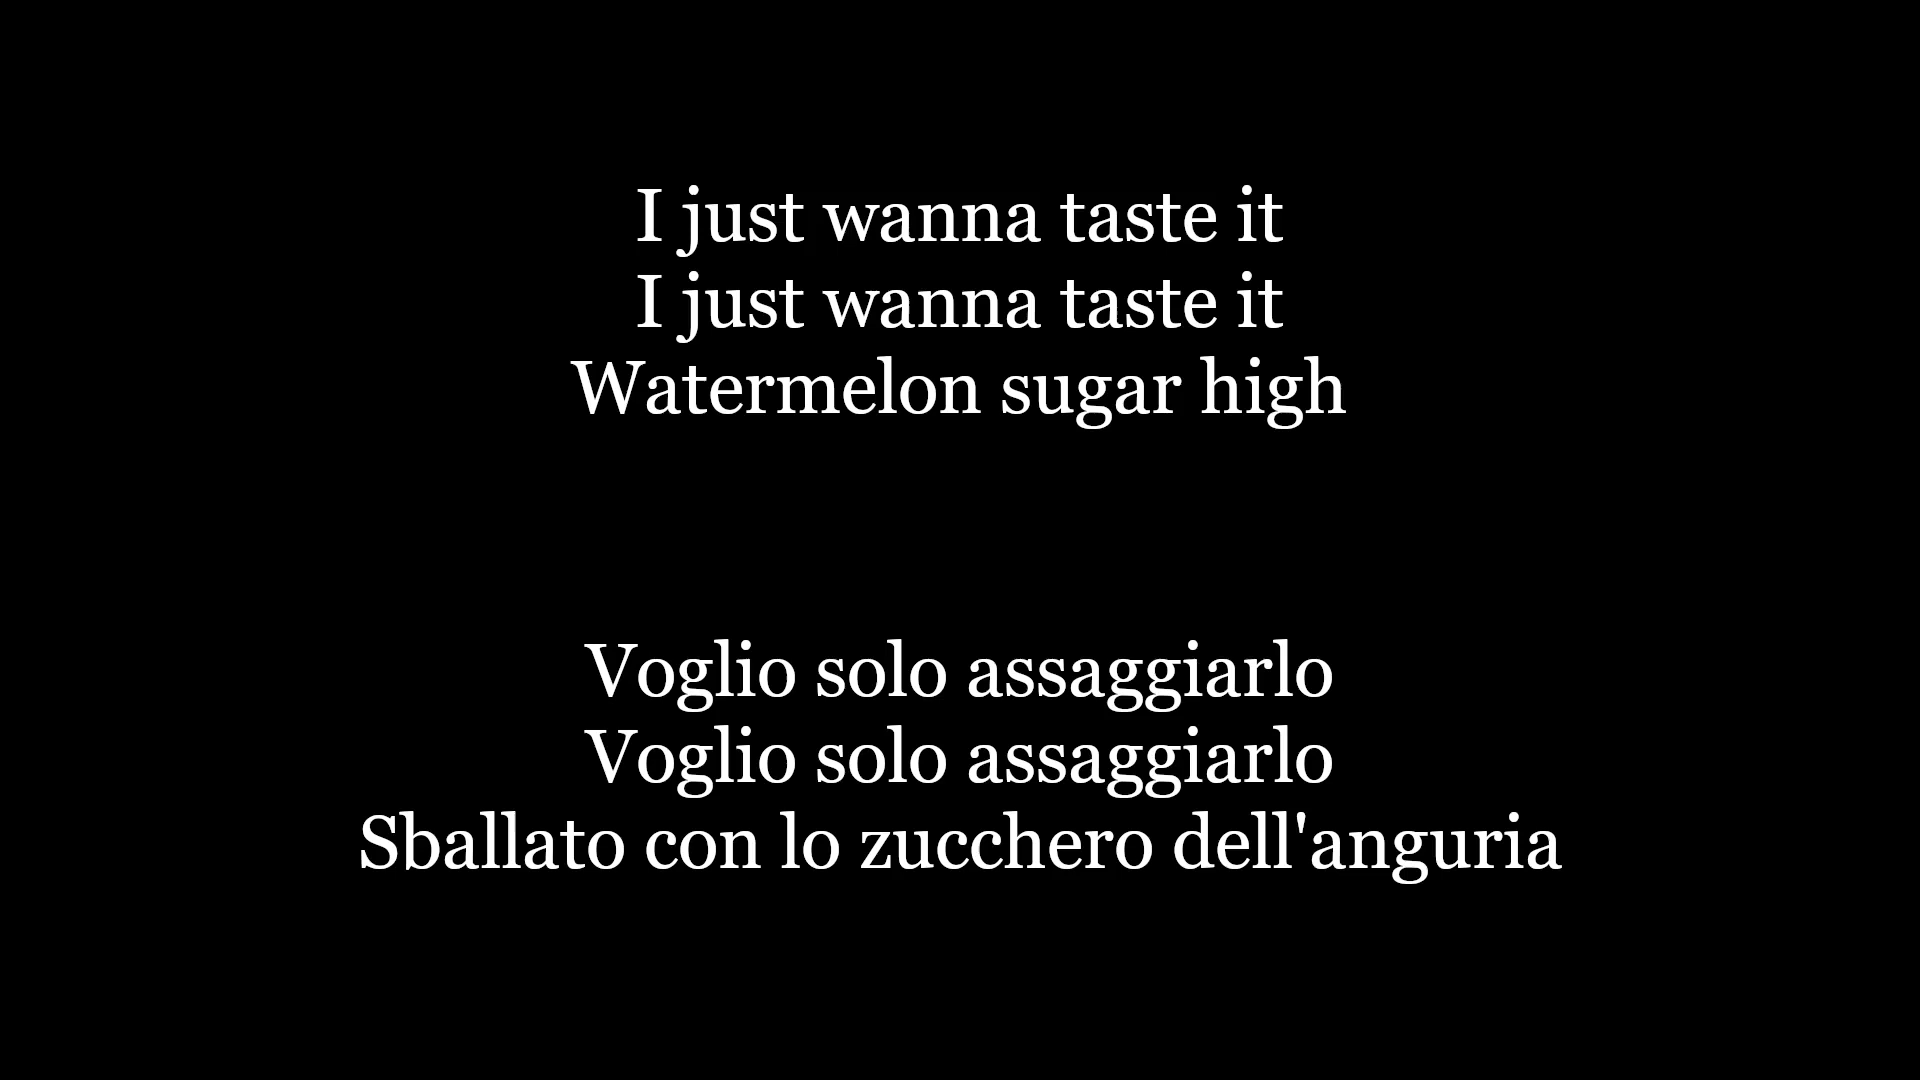 I just wanna taste it
I just wanna taste it
Watermelon sugar high
Voglio solo assaggiarlo
Voglio solo assaggiarlo
Sballato con lo zucchero dell'anguria